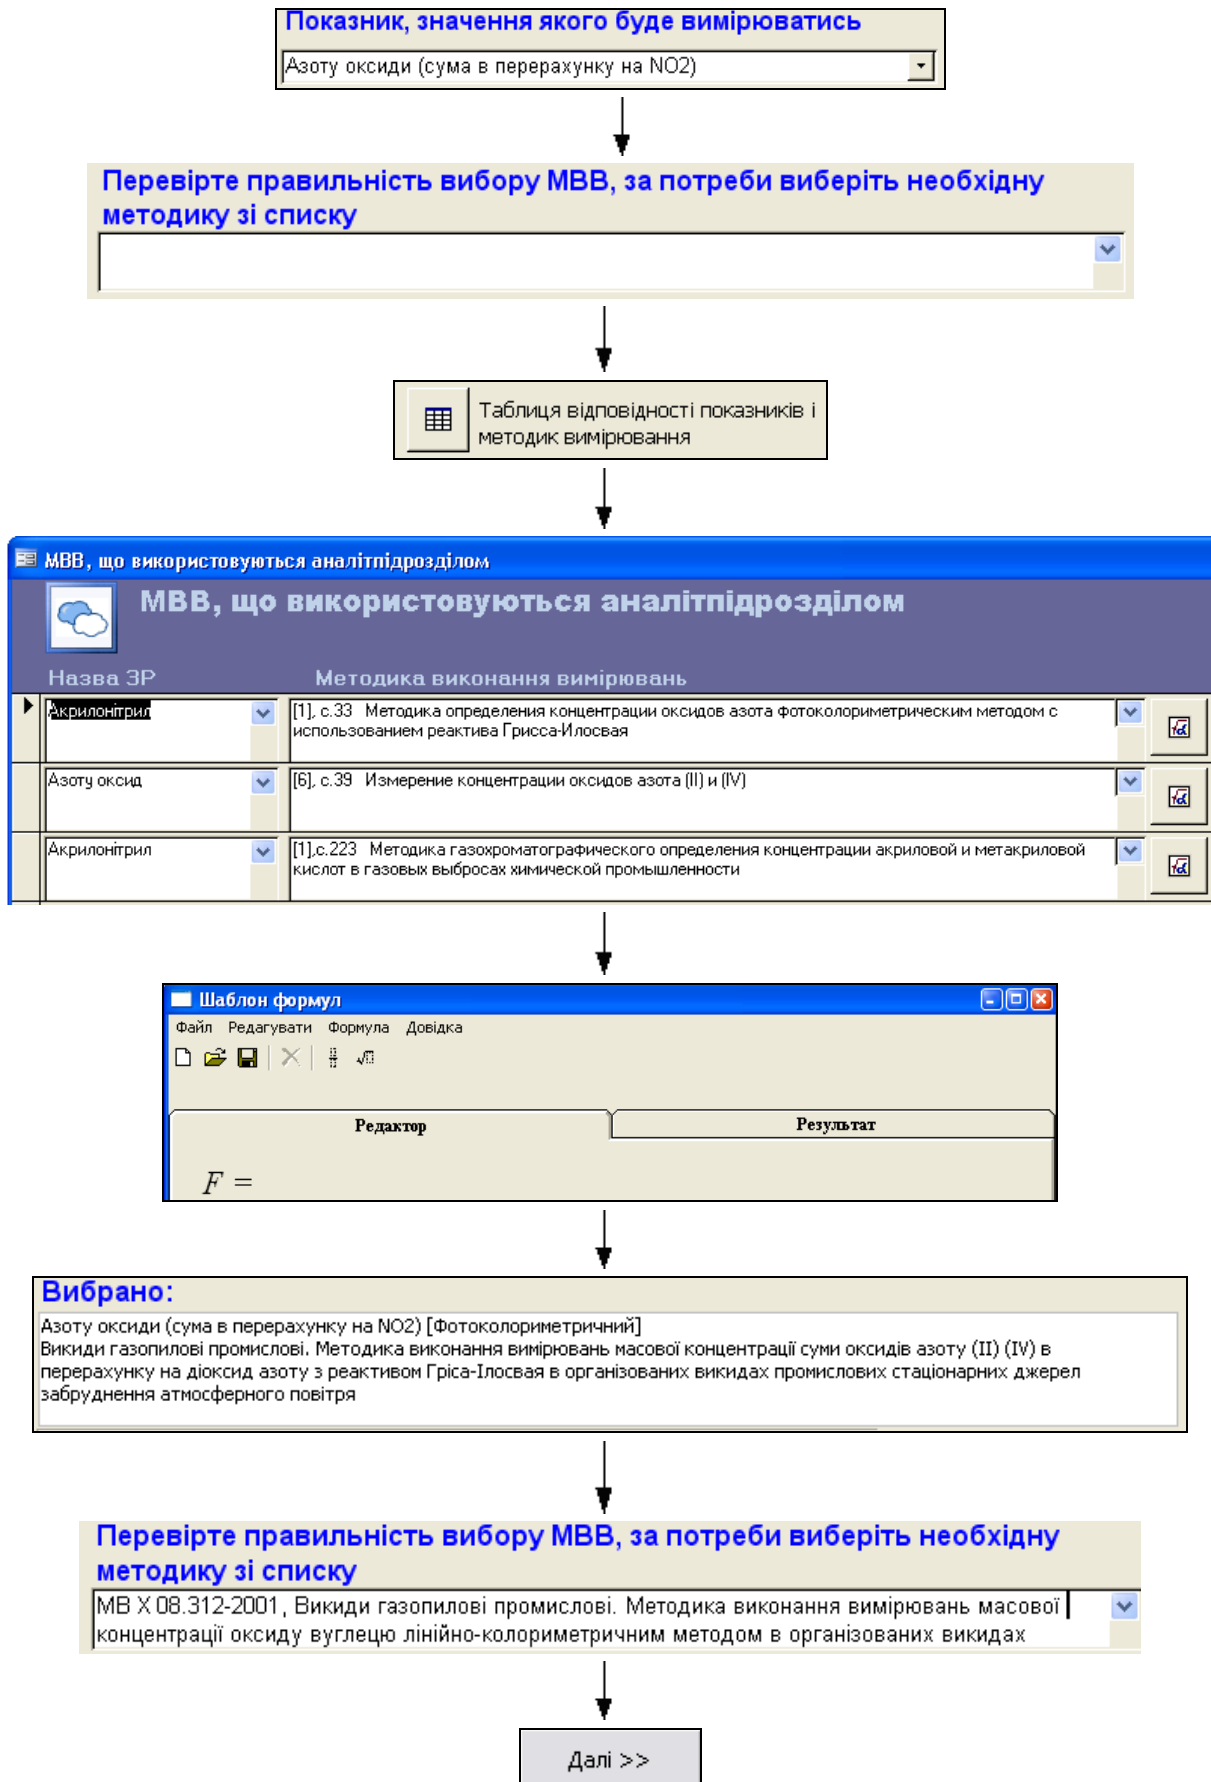 Показник, значення якого буде вимірюватись
Азоту оксиди (сума в перерахунку на NO2)
Перевірте правильність вибору МВВ, за потреби виберіть необхідну
методику зі списку
Таблиця відповідності показників і
методик вимірювання
МВВ, що використовуються аналітпідрозділом
МВВ, що використовуються аналітпідрозділом
Назва ЗР Методика виконання вимірювань
Акрилонітрил [1], с.33 Методика определения концентрации оксидов азота фотоколориметрическим методом с
использованием реактива Грисса-Илосвая
Азоту оксид [6], с.39 Измерение концентрации оксидов азота (II) и (IV)
Акрилонітрил [1],с.223 Методика газохроматографического определения концентрации акриловой и метакриловой
кислот в газовых выбросах химической промышленности
Шаблон формул
Файл Редагувати Формула Довідка
Редактор Результат
F =
Вибрано:
Азоту оксиди (сума в перерахунку на NO2) [Фотоколориметричний]
Викиди газопилові промислові. Методика виконання вимірювань масової концентрації суми оксидів азоту (II) (IV) в
перерахунку на діоксид азоту з реактивом Гріса-Ілосвая в організованих викидах промислових стаціонарних джерел
забруднення атмосферного повітря
Перевірте правильність вибору МВВ, за потреби виберіть необхідну
методику зі списку
МВ Х 08.312-2001, Викиди газопилові промислові. Методика виконання вимірювань масової
концентрації оксиду вуглецю лінійно-колориметричним методом в організованих викидах
Далі >>